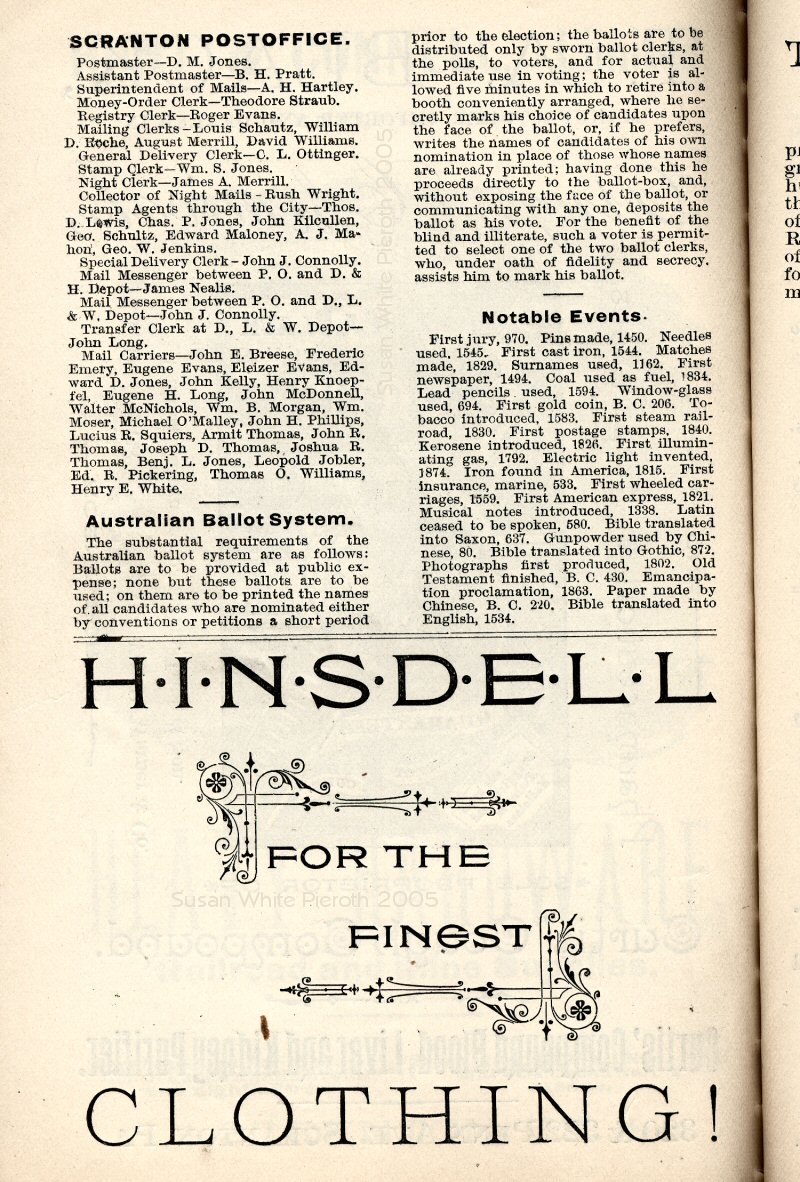 SCRANTON POSTOFFICE.
Postmaster—D. M. Jones.
Assistant Postmaster—B. H. Pratt.
Superintendent of Mails—A. H. Hartley.
Money-Order Clerk—Theodore Straub.
Registry Clerk—Roger Evans.
Mailing Clerks—Louis Schautz, William
D. Roche, August Merrill, David Williams.
General Delivery Clerk—C. L. Ottinger.
Stamp Clerk—Wm. S. Jones.
Night Clerk—James A. Merrill.
Collector of Night Mails—Rush Wright.
Stamp Agents through the City—Thos.
D. Lewis, Chas. P. Jones, John Kilcullen,
Geo. Schultz, Edward Maloney, A. J. Ma-
hon, Geo. W. Jenkins.
Special Delivery Clerk—John J. Connolly.
Mail Messenger between P. O. and D. &
H. Depot—James Nealis.
Mail Messenger between P. O. and D., L.
& W. Depot—John J. Connolly.
Transfer Clerk at D., L. & W. Depot—
John Long.
Mail Carriers—John E. Breese, Frederic
Emery, Eugene Evans, Eleizer Evans, Ed-
ward D. Jones, John Kelly, Henry Knoep-
fel, Eugene H. Long, John McDonnell,
Walter McNichols, Wm. B. Morgan, Wm.
Moser, Michael O'Malley, John H. Phillips,
Lucius R. Squiers, Armit Thomas, John R.
Thomas, Joseph D. Thomas, Joshua R.
Thomas, Benj. L. Jones, Leopold Jobler,
Ed. R. Pickering, Thomas O. Williams,
Henry E. White.
Australian Ballot System.
The substantial requirements of the
Australian ballot system are as follows:
Ballots are to be provided at public ex-
pense; none but these ballots are to be
used; on them are to be printed the names
of all candidates who are nominated either
by conventions or petitions a short period
prior to the election; the ballots are to be
distributed only by sworn ballot clerks, at
the polls, to voters, and for actual and
immediate use in voting; the voter is al-
lowed five minutes in which to retire into a
booth conveniently arranged, where he se-
cretly marks his choice of candidates upon
the face of the ballot, or, if he prefers,
writes the names of candidates of his own
nomination in place of those whose names
are already printed; having done this he
proceeds directly to the ballot-box, and,
without exposing the face of the ballot, or
communicating with any one, deposits the
ballot as his vote. For the benefit of the
blind and illiterate, such a voter is permit-
ted to select one of the two ballot clerks,
who, under oath of fidelity and secrecy.
assists him to mark his ballot.
Notable Events.
First jury, 970. Pins made, 1450. Needles
used, 1545. First cast iron, 1544. Matches
made, 1829. Surnames used, 1162. First
newspaper, 1494. Coal used as fuel, 1834.
Lead pencils used, 1594. Window-glass
used, 694. First gold coin, B. C. 206. To-
bacco introduced, 1583. First steam rail-
road, 1830. First postage stamps, 1840.
Kerosene introduced, 1826. First illumin-
ating gas, 1792. Electric light invented,
1874. Iron found in America, 1815. First
insurance, marine, 533. First wheeled car-
riages, 1559. First American express, 1821.
Musical notes introduced, 1338. Latin
ceased to be spoken, 580. Bible translated
into Saxon, 637. Gunpowder used by Chi-
nese, 80. Bible translated into Gothic, 872.
Photographs first produced, 1802. Old
Testament finished, B. C. 430. Emancipa-
tion proclamation, 1863. Paper made by
Chinese, B. C. 220. Bible translated into
English, 1534.
H·I·N·S·D·E·L·L
FOR THE
Susan White Pieroth 2005
FINEST
CLOTHING!